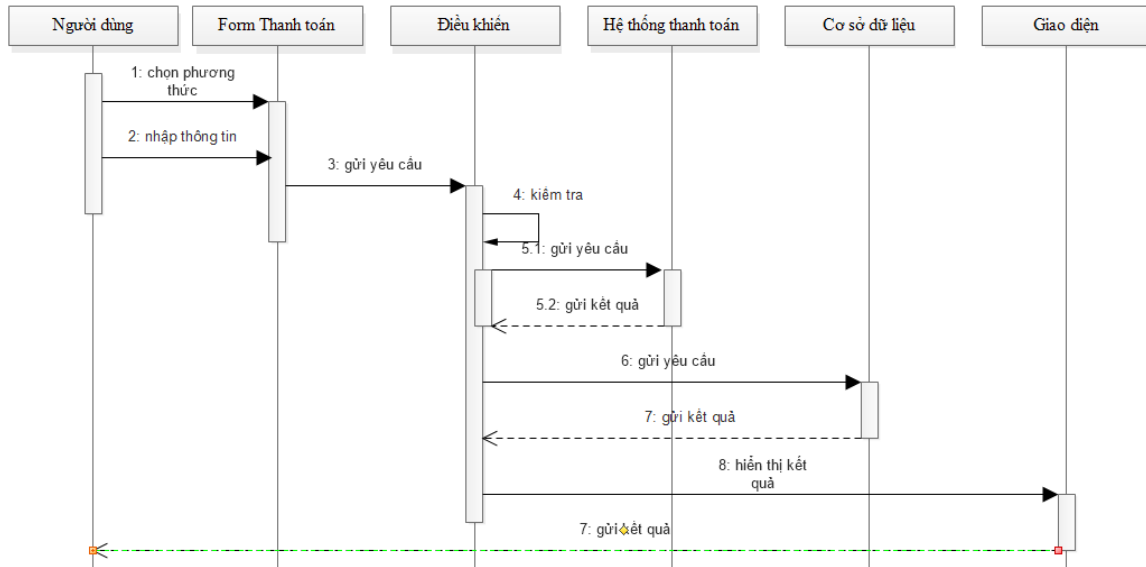 Người dùng
Form Thanh toán
Điều khiến
Hệ thống thanh toán
Cơ sở dữ liệu
Giao diện
1: chọn phương
thức
2: nhập thông tin
3: gửi yêu cầu
4: kiêm tra
5.1: gửi yêu cầu
5.2: gửi kết quả
6: gửi yêu cầu
7: gửi kết quả
8: hiển thị kết
quả
7: gửi kết quả